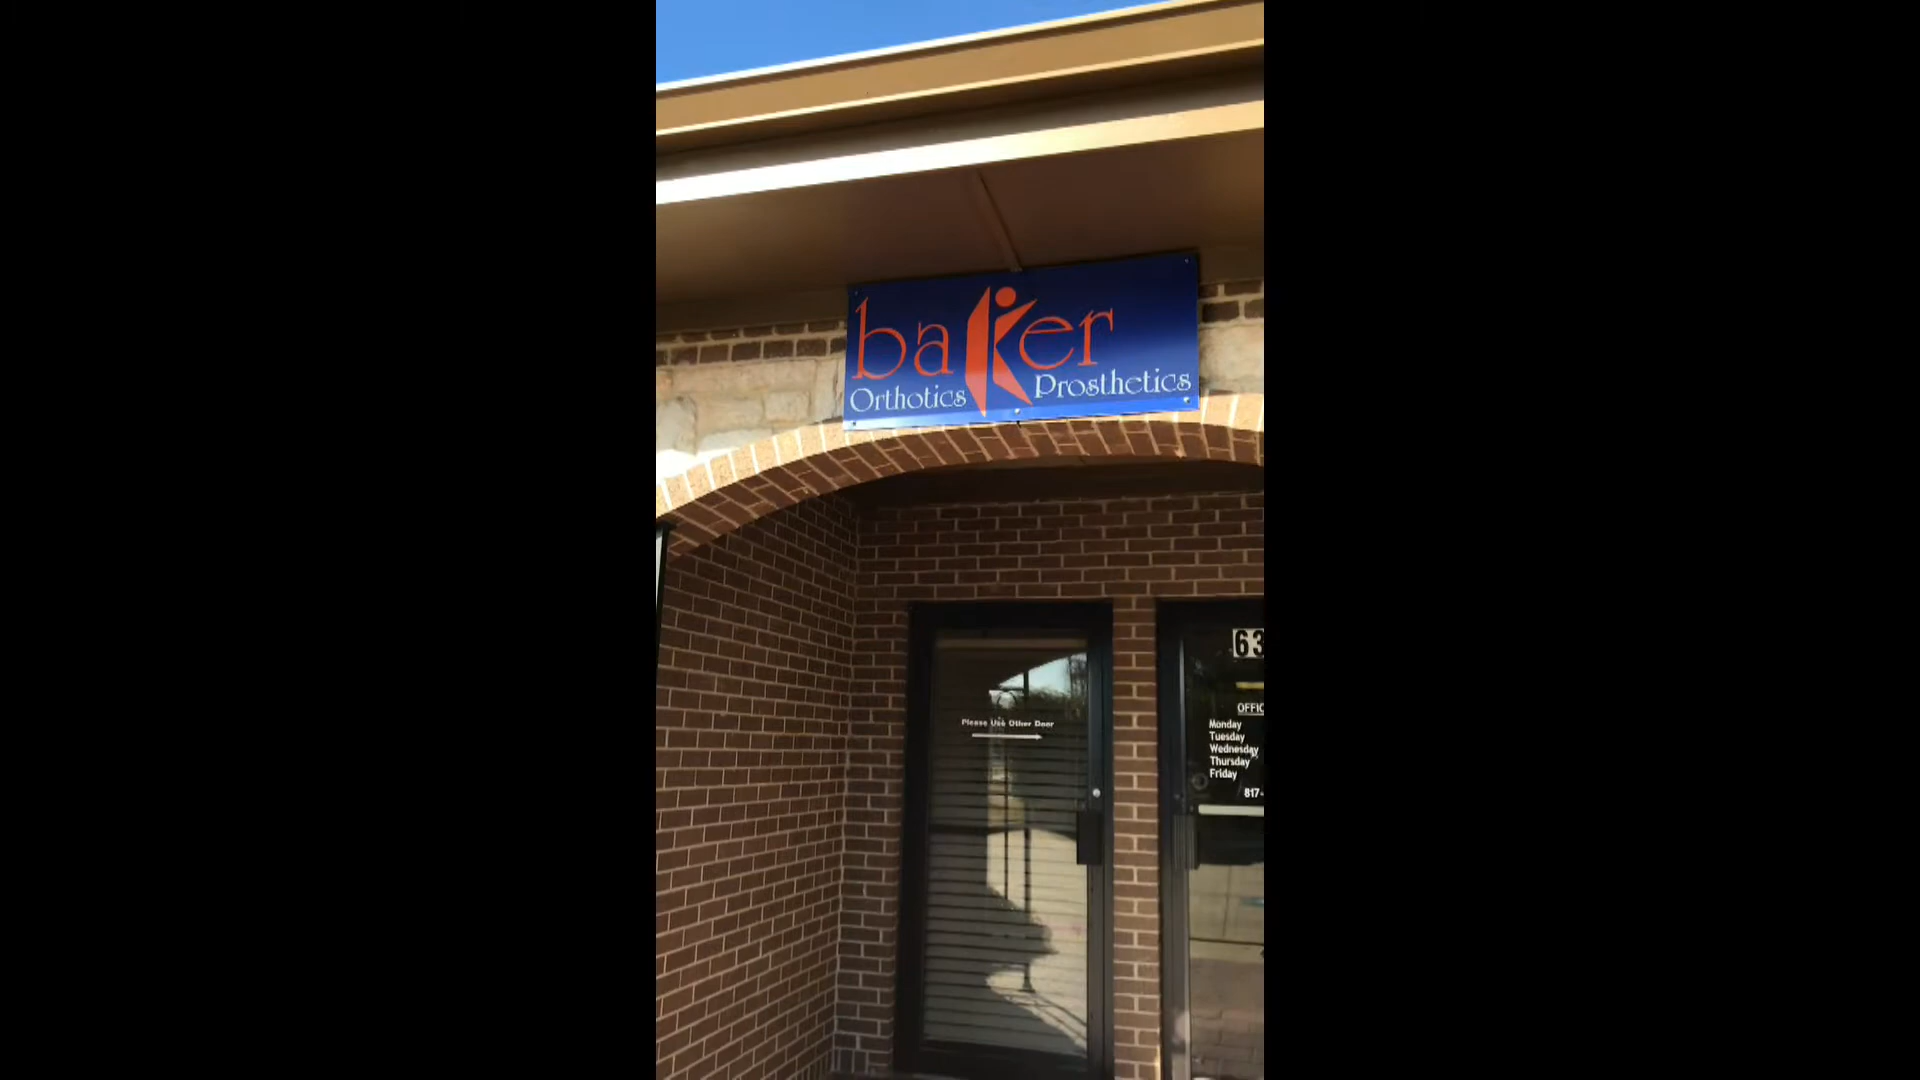 baker
Orthotics Prosthetics
Please Use Other Door
63
OFFIC
Monday
Tuesday
Wednesday
Thursday
Friday
817-